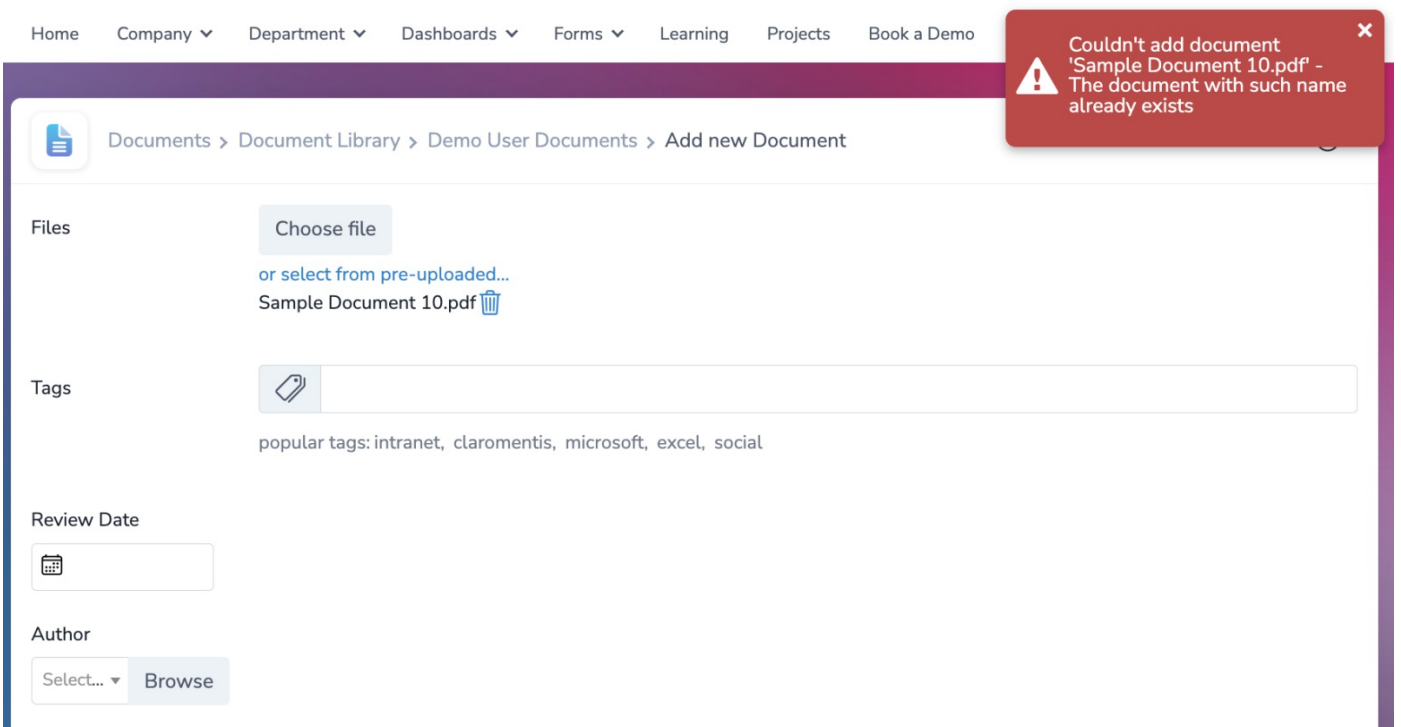 Home Company Department Dashboards Forms Learning Projects Book a Demo
Couldn't add document
'Sample Document 10.pdf' -
The document with such name
already exists
Documents > Document Library > Demo User Documents > Add new Document
Files
Choose file
or select from pre-uploaded...
Sample Document 10.pdf
Tags
popular tags: intranet, claromentis, microsoft, excel, social
Review Date
Author
Select... Browse